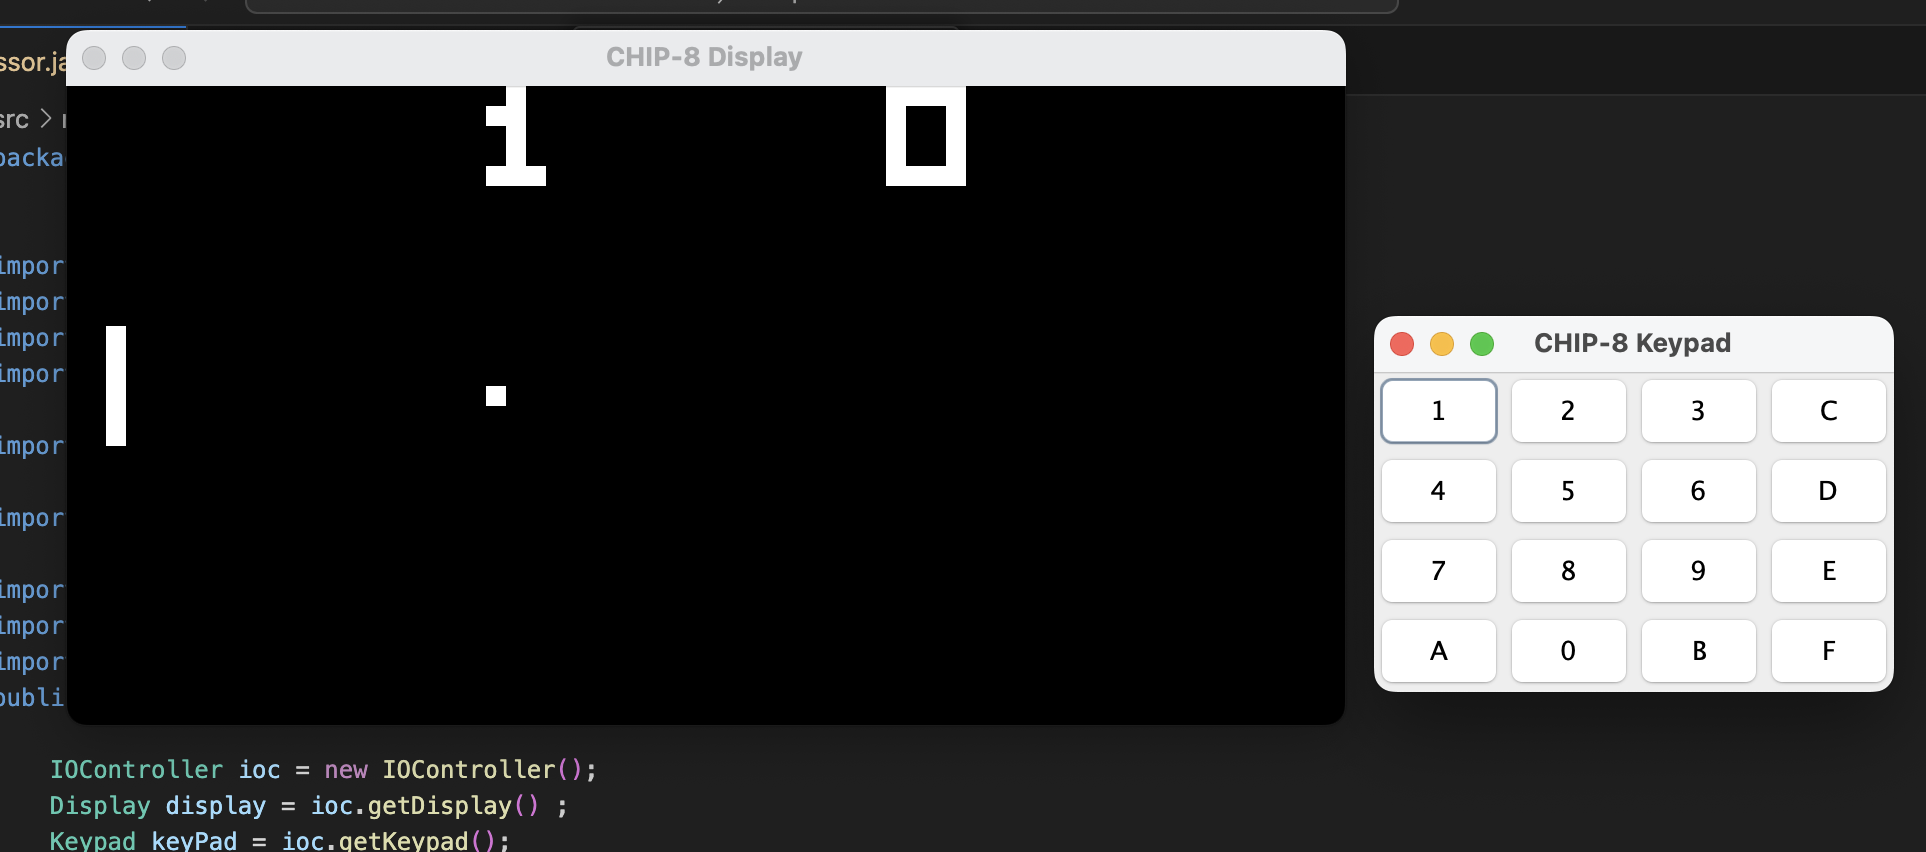 ssor.ja
CHIP-8 Display
1 0
src >
packa
impor
impor
impor
impor
impor
impor
impor
impor
impor
publi
CHIP-8 Keypad
1 2 3 C
4 5 6 D
7 8 9 E
A 0 B F
IOController ioc = new IOController();
Display display = ioc.getDisplay() ;
Keypad keyPad = ioc.getKeypad();